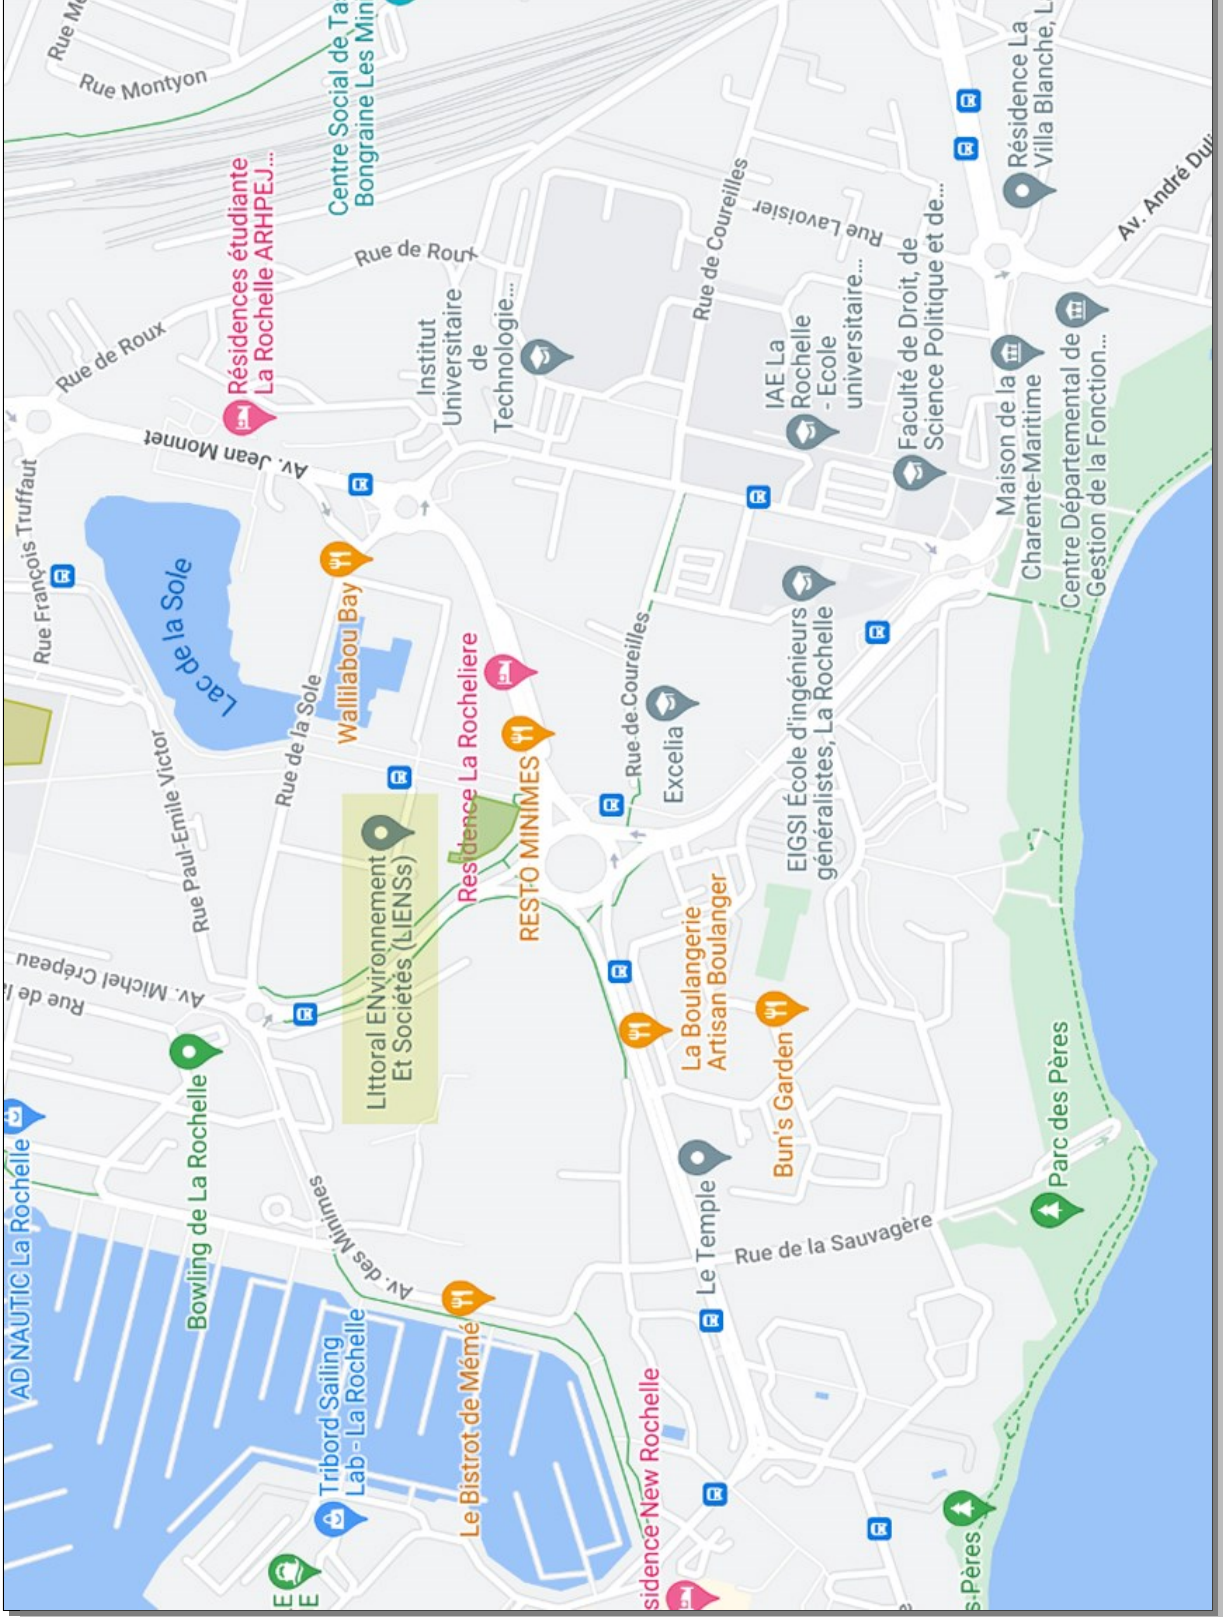 Rue Montyon
Centre Social de Ta
Bongraine Les Mini
Résidence La
Villa Blanche, L
Résidences étudiante
La Rochelle ARHPEJ...
Rue de Roux
Rue de Roux
Rue de Coureilles
Rue Lavoisier
Av. André Duli
Institut
Universitaire
de
Technologie...
IAE La
Rochelle
- Ecole
universitaire...
Faculté de Droit, de
Science Politique et de...
Maison de la
Charente-Maritime
Centre Départemental de
Gestion de la Fonction...
Av. Jean Monnet
Rue François Truffaut
Lac de la Sole
Wallilabou Bay
Rue de la Sole
Residence La Rocheliere
RESTO MINIMES
Rue de Coureilles
Excelia
EIGSI École d'ingénieurs
généralistes, La Rochelle
Rue Paul-Emile Victor
LIttoral ENvironnement
Et Sociétés (LIENSs)
Av. Michel Crépeau
Rue de la
La Boulangerie
Artisan Boulanger
Bun's Garden
Parc des Pères
Bowling de La Rochelle
AD NAUTIC La Rochelle
Av. des Minimes
Le Temple
Rue de la Sauvagère
Tribord Sailing
Lab - La Rochelle
Le Bistrot de Mémé
sidence New Rochelle
s Pères
E
E